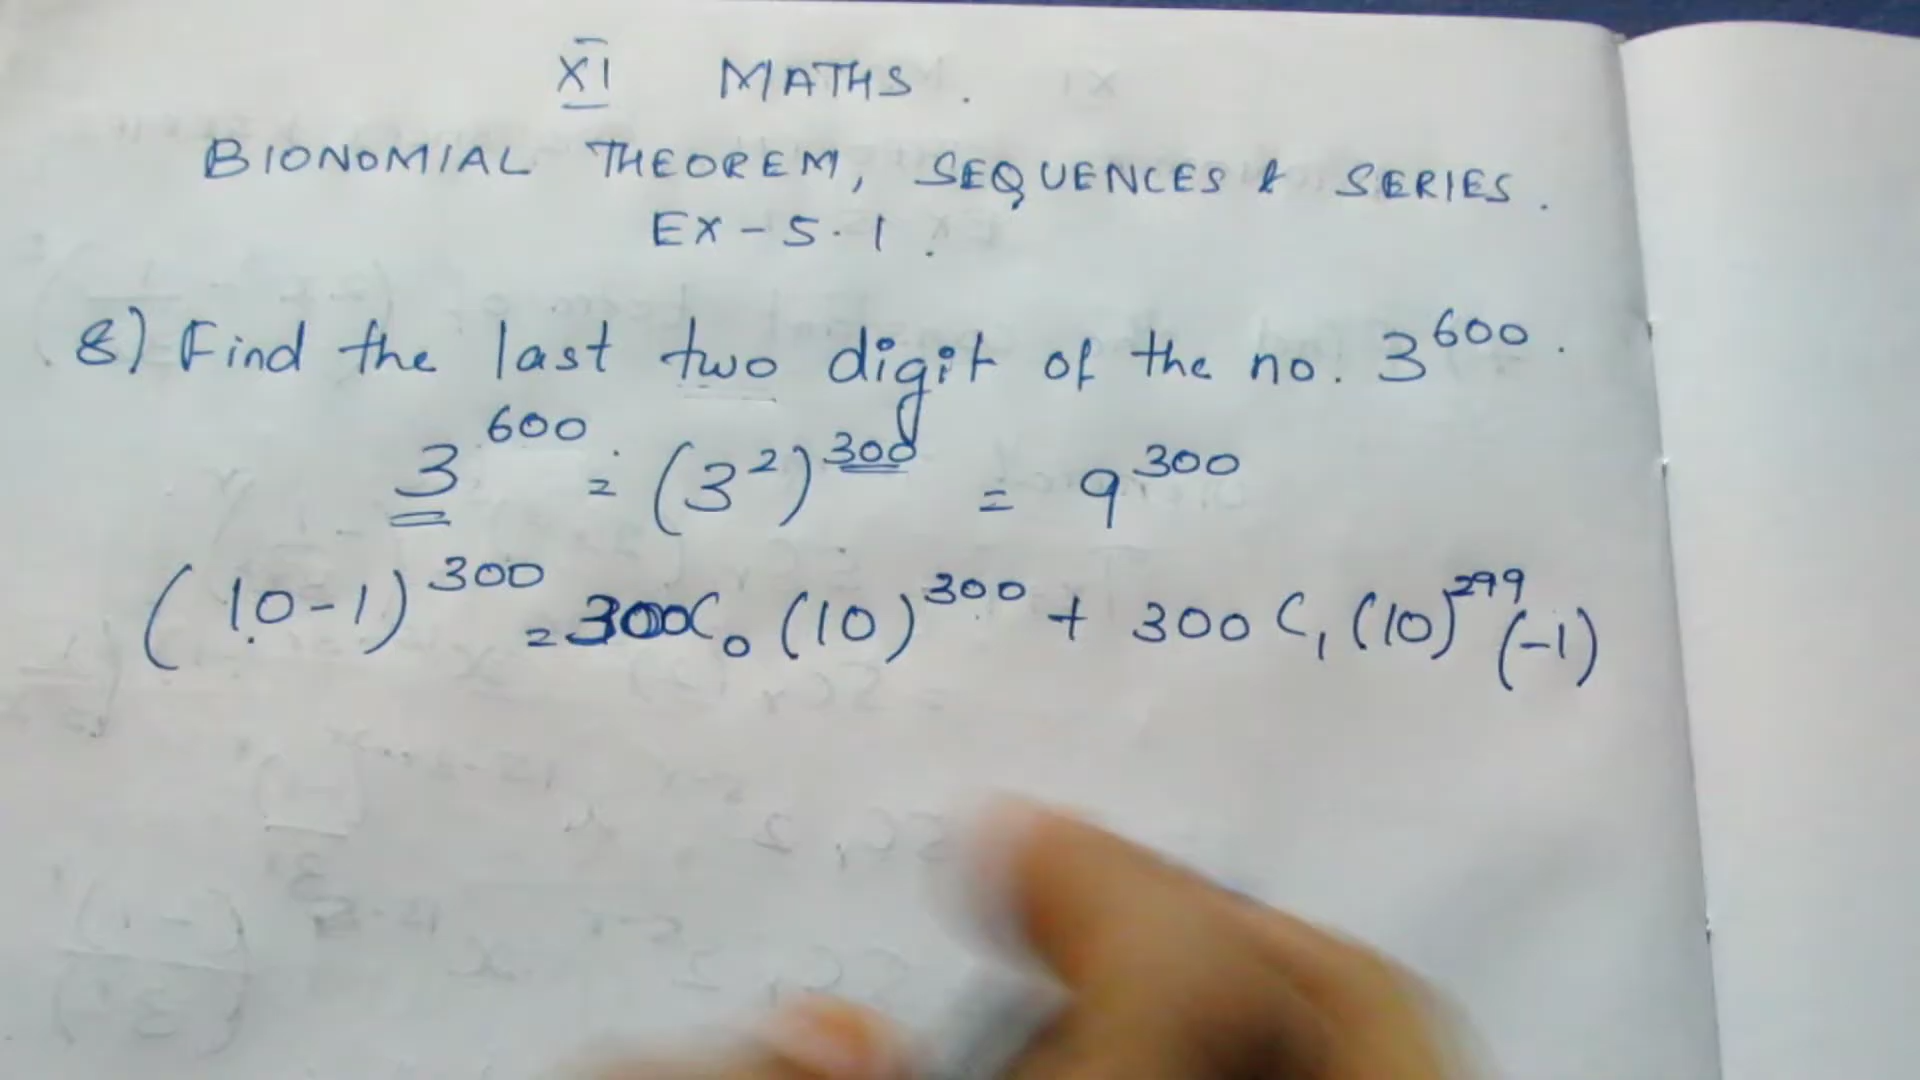 XI MATHS.
BIONOMIAL THEOREM, SEQUENCES & SERIES.
EX-5.1.
8) Find the last two digit of the no. 3^600.
3^600 = (3^2)^300 = 9^300
(10-1)^300 = 300C₀ (10)^300 + 300C₁ (10)^299 (-1)